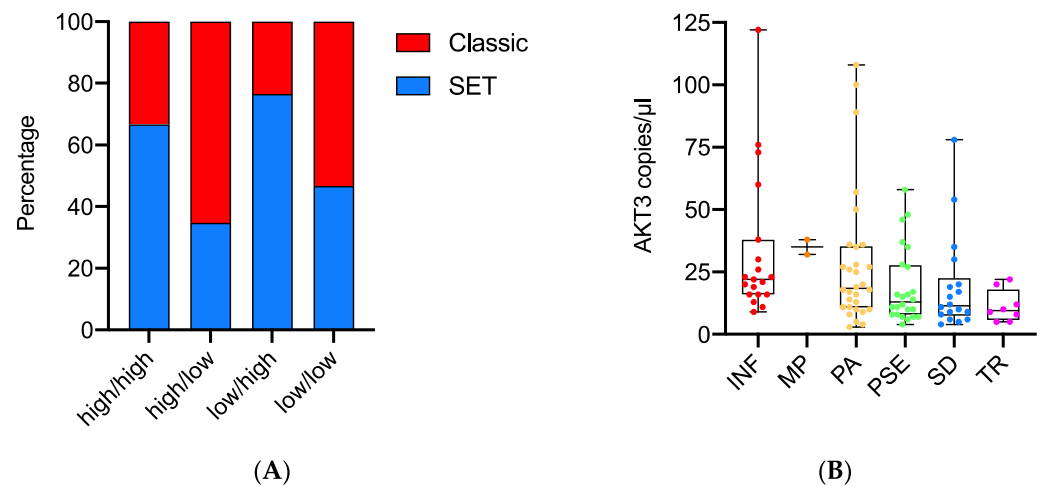 100
80
60
40
20
0
Percentage
high/high
high/low
low/high
low/low
Classic
SET
(A)
125
100
75
50
25
0
AKT3 copies/µl
INF
MP
PA
PSE
SD
TR
(B)